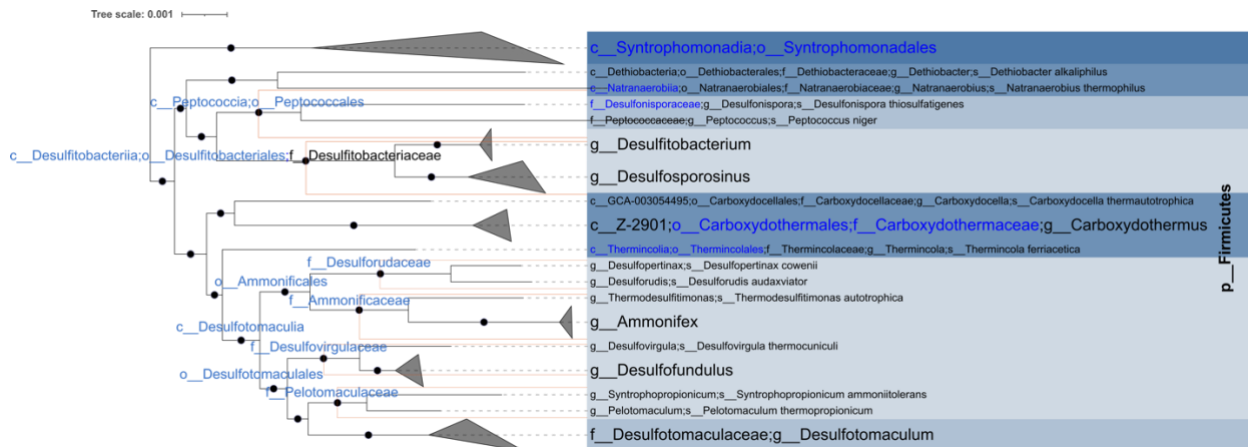 Tree scale: 0.001
c__Syntrophomonadia;o__Syntrophomonadales
c__Dethiobacteria;o__Dethiobacterales;f__Dethiobacteraceae;g__Dethiobacter;s__Dethiobacter alkaliphilus
c__Natranaerobiia;o__Natranaerobiales;f__Natranaerobiaceae;g__Natranaerobius;s__Natranaerobius thermophilus
c__Peptococcia;o__Peptococcales
f__Desulfonisporaceae;g__Desulfonispora;s__Desulfonispora thiosulfatigenes
f__Peptococcaceae;g__Peptococcus;s__Peptococcus niger
g__Desulfitobacterium
c__Desulfitobacteriia;o__Desulfitobacteriales;f__Desulfitobacteriaceae
g__Desulfosporosinus
c__GCA-003054495;o__Carboxydocellales;f__Carboxydocellaceae;g__Carboxydocella;s__Carboxydocella thermautotrophica
c__Z-2901;o__Carboxydothermales;f__Carboxydothermaceae;g__Carboxydothermus
c__Thermincolia;o__Thermincolales;f__Thermincolaceae;g__Thermincola;s__Thermincola ferriacetica
p__Firmicutes
f__Desulforudaceae
g__Desulfopertinax;s__Desulfopertinax cowenii
o__Ammonificales
g__Desulforudis;s__Desulforudis audaxviator
f__Ammonificaceae
g__Thermodesulfitimonas;s__Thermodesulfitimonas autotrophica
g__Ammonifex
c__Desulfotomaculia
f__Desulfovirgulaceae
g__Desulfovirgula;s__Desulfovirgula thermocuniculi
g__Desulfofundulus
o__Desulfotomaculales
f__Pelotomaculaceae
g__Syntrophopropionicum;s__Syntrophopropionicum ammoniitolerans
g__Pelotomaculum;s__Pelotomaculum thermopropionicum
f__Desulfotomaculaceae;g__Desulfotomaculum